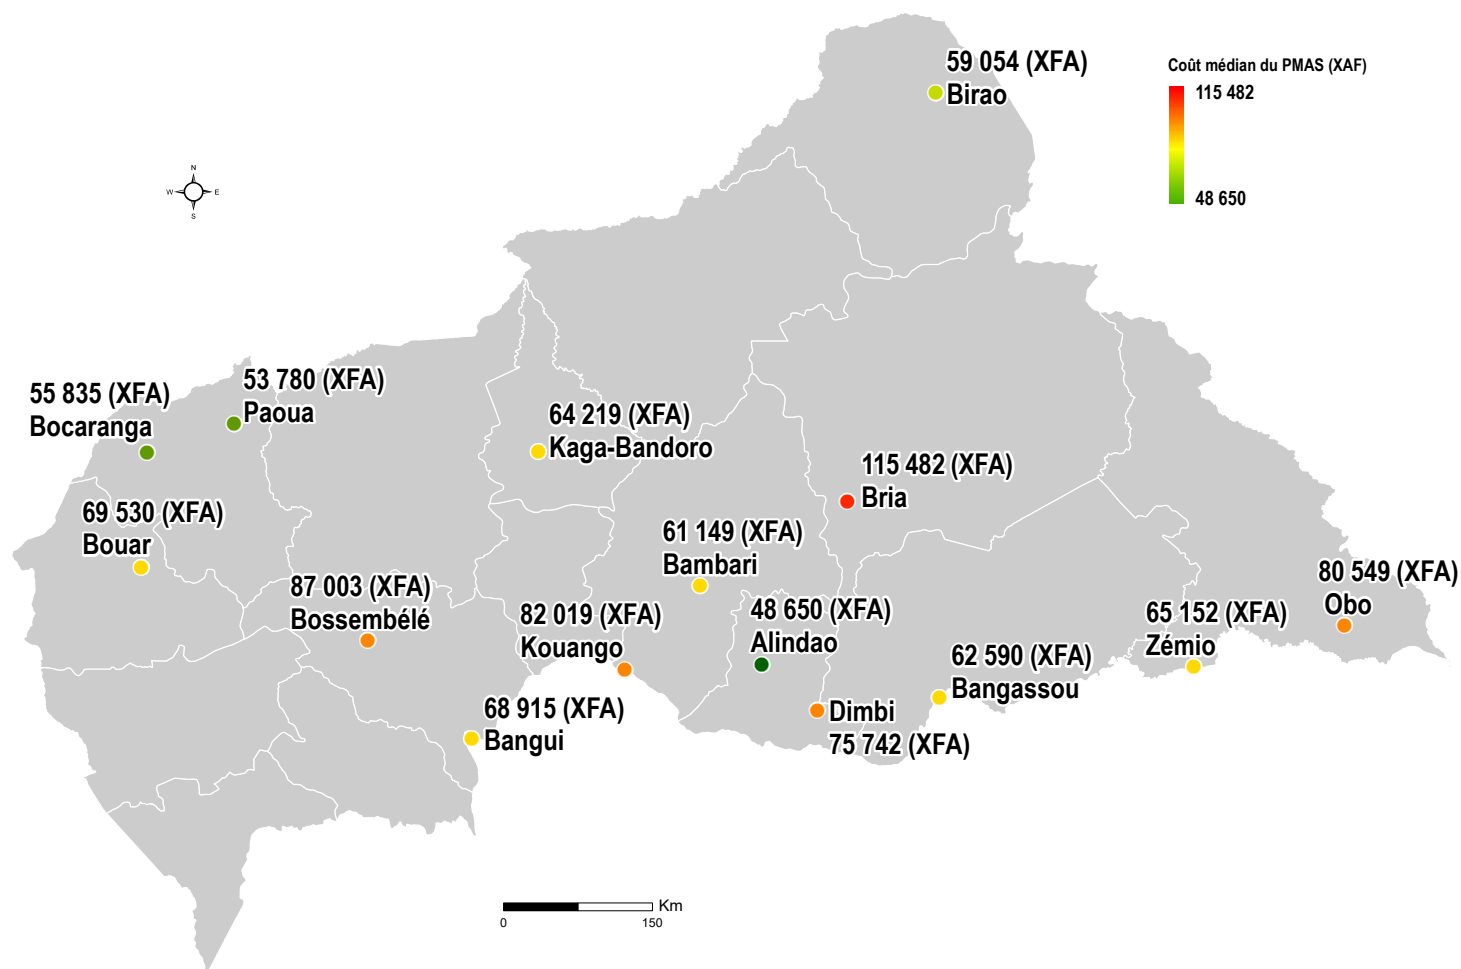 59 054 (XFA)
Birao
Coût médian du PMAS (XAF)
115 482
48 650
N
W
E
S
55 835 (XFA)
Bocaranga
53 780 (XFA)
Paoua
64 219 (XFA)
Kaga-Bandoro
115 482 (XFA)
Bria
69 530 (XFA)
Bouar
61 149 (XFA)
Bambari
87 003 (XFA)
Bossembélé
82 019 (XFA)
Kouango
48 650 (XFA)
Alindao
80 549 (XFA)
Obo
65 152 (XFA)
Zémio
62 590 (XFA)
Bangassou
68 915 (XFA)
Bangui
Dimbi
75 742 (XFA)
Km
0
150